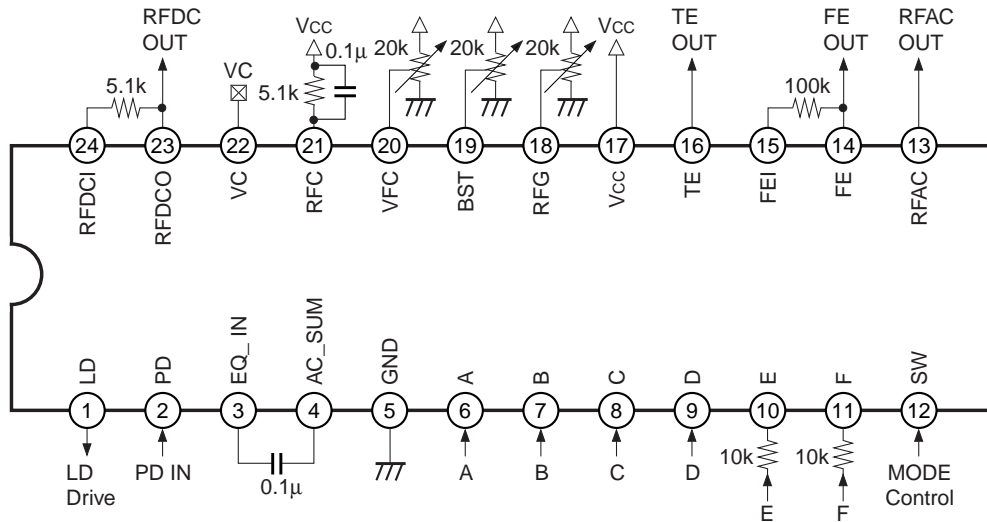 RFDC
OUT
VCC
0.1µ
20k
20k
20k
VCC
TE
OUT
FE
OUT
RFAC
OUT
VC
5.1k
5.1k
100k
24
23
22
21
20
19
18
17
16
15
14
13
RFDCI
RFDCO
VC
RFC
VFC
BST
RFG
VCC
TE
FEI
FE
RFAC
LD
PD
EQ_ IN
AC_SUM
GND
A
B
C
D
E
F
SW
1
2
3
4
5
6
7
8
9
10
11
12
LD
Drive
PD IN
0.1µ
A
B
C
D
10k
E
10k
F
MODE
Control